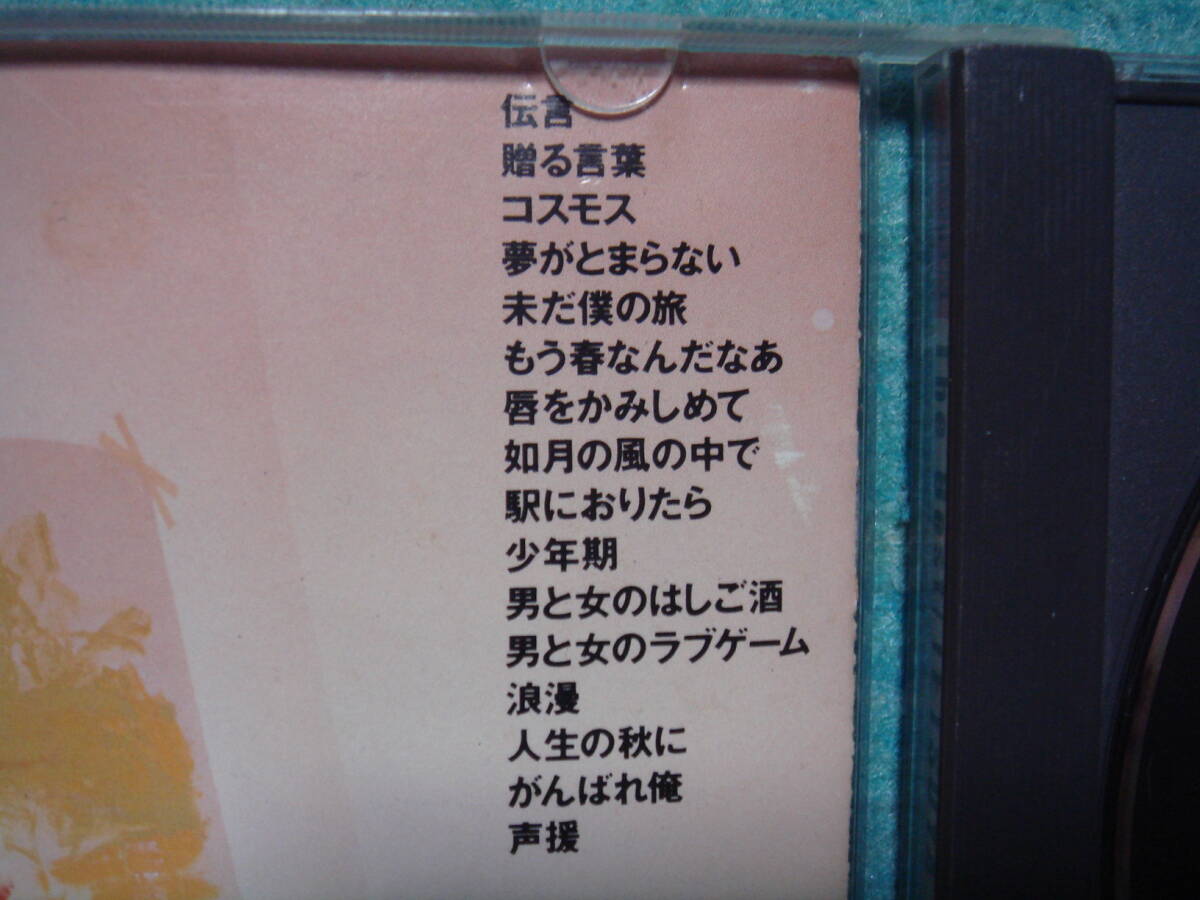 伝言
贈る言葉
コスモス
夢がとまらない
未だ僕の旅
もう春なんだなあ
唇をかみしめて
如月の風の中で
駅におりたら
少年期
男と女のはしご酒
男と女のラブゲーム
浪漫
人生の秋に
がんばれ俺
声援